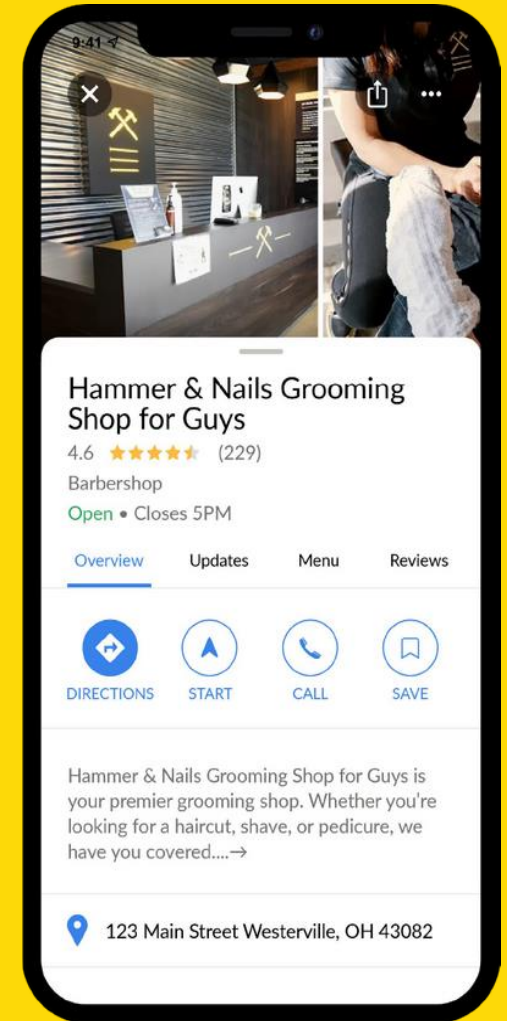 9:41
Hammer & Nails Grooming
Shop for Guys
4.6 (229)
Barbershop
Open • Closes 5PM
Overview Updates Menu Reviews
DIRECTIONS START CALL SAVE
Hammer & Nails Grooming Shop for Guys is
your premier grooming shop. Whether you're
looking for a haircut, shave, or pedicure, we
have you covered....→
123 Main Street Westerville, OH 43082